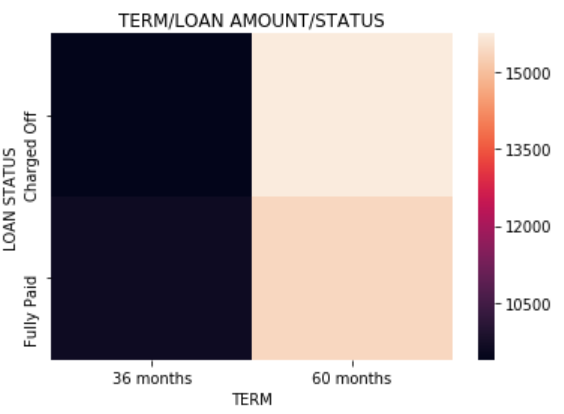 TERM/LOAN AMOUNT/STATUS
LOAN STATUS
Charged Off
Fully Paid
36 months
60 months
TERM
15000
13500
12000
10500